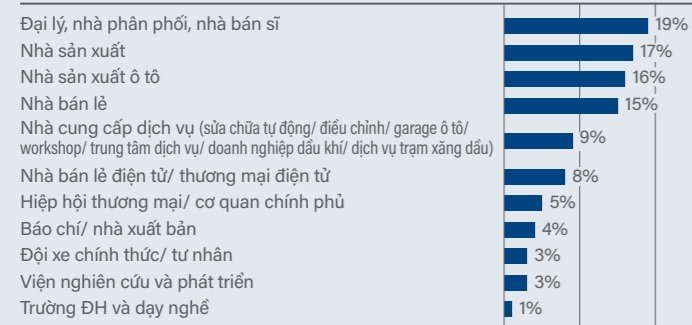 Đại lý, nhà phân phối, nhà bán sĩ 19%
Nhà sản xuất 17%
Nhà sản xuất ô tô 16%
Nhà bán lẻ 15%
Nhà cung cấp dịch vụ (sửa chữa tự động/ điều chỉnh/ garage ô tô/
workshop/ trung tâm dịch vụ/ doanh nghiệp dầu khí/ dịch vụ trạm xăng dầu) 9%
Nhà bán lẻ điện tử/ thương mại điện tử 8%
Hiệp hội thương mại/ cơ quan chính phủ 5%
Báo chí/ nhà xuất bản 4%
Đội xe chính thức/ tư nhân 3%
Viện nghiên cứu và phát triển 3%
Trường ĐH và dạy nghề 1%